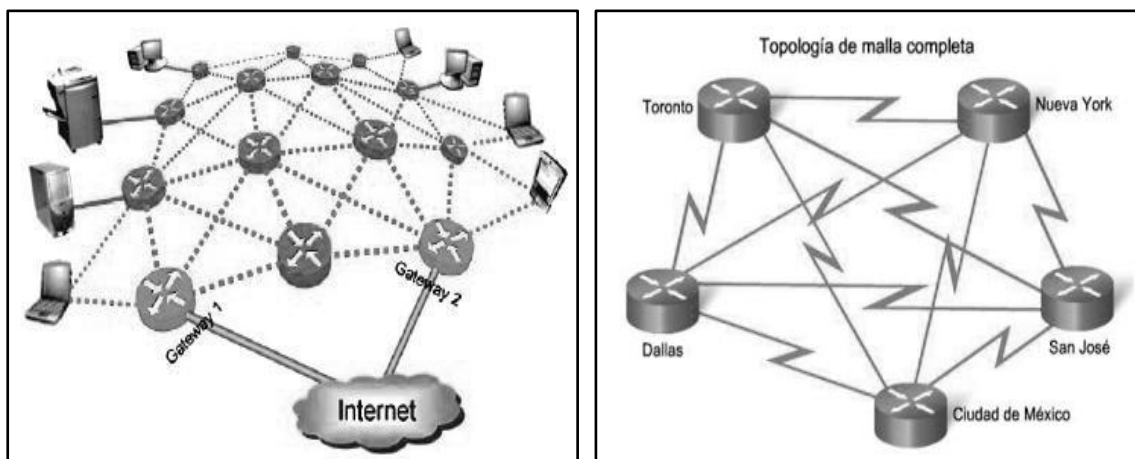 Gateway 1
Gateway 2
Internet
Topología de malla completa
Toronto
Nueva York
Dallas
San José
Ciudad de México